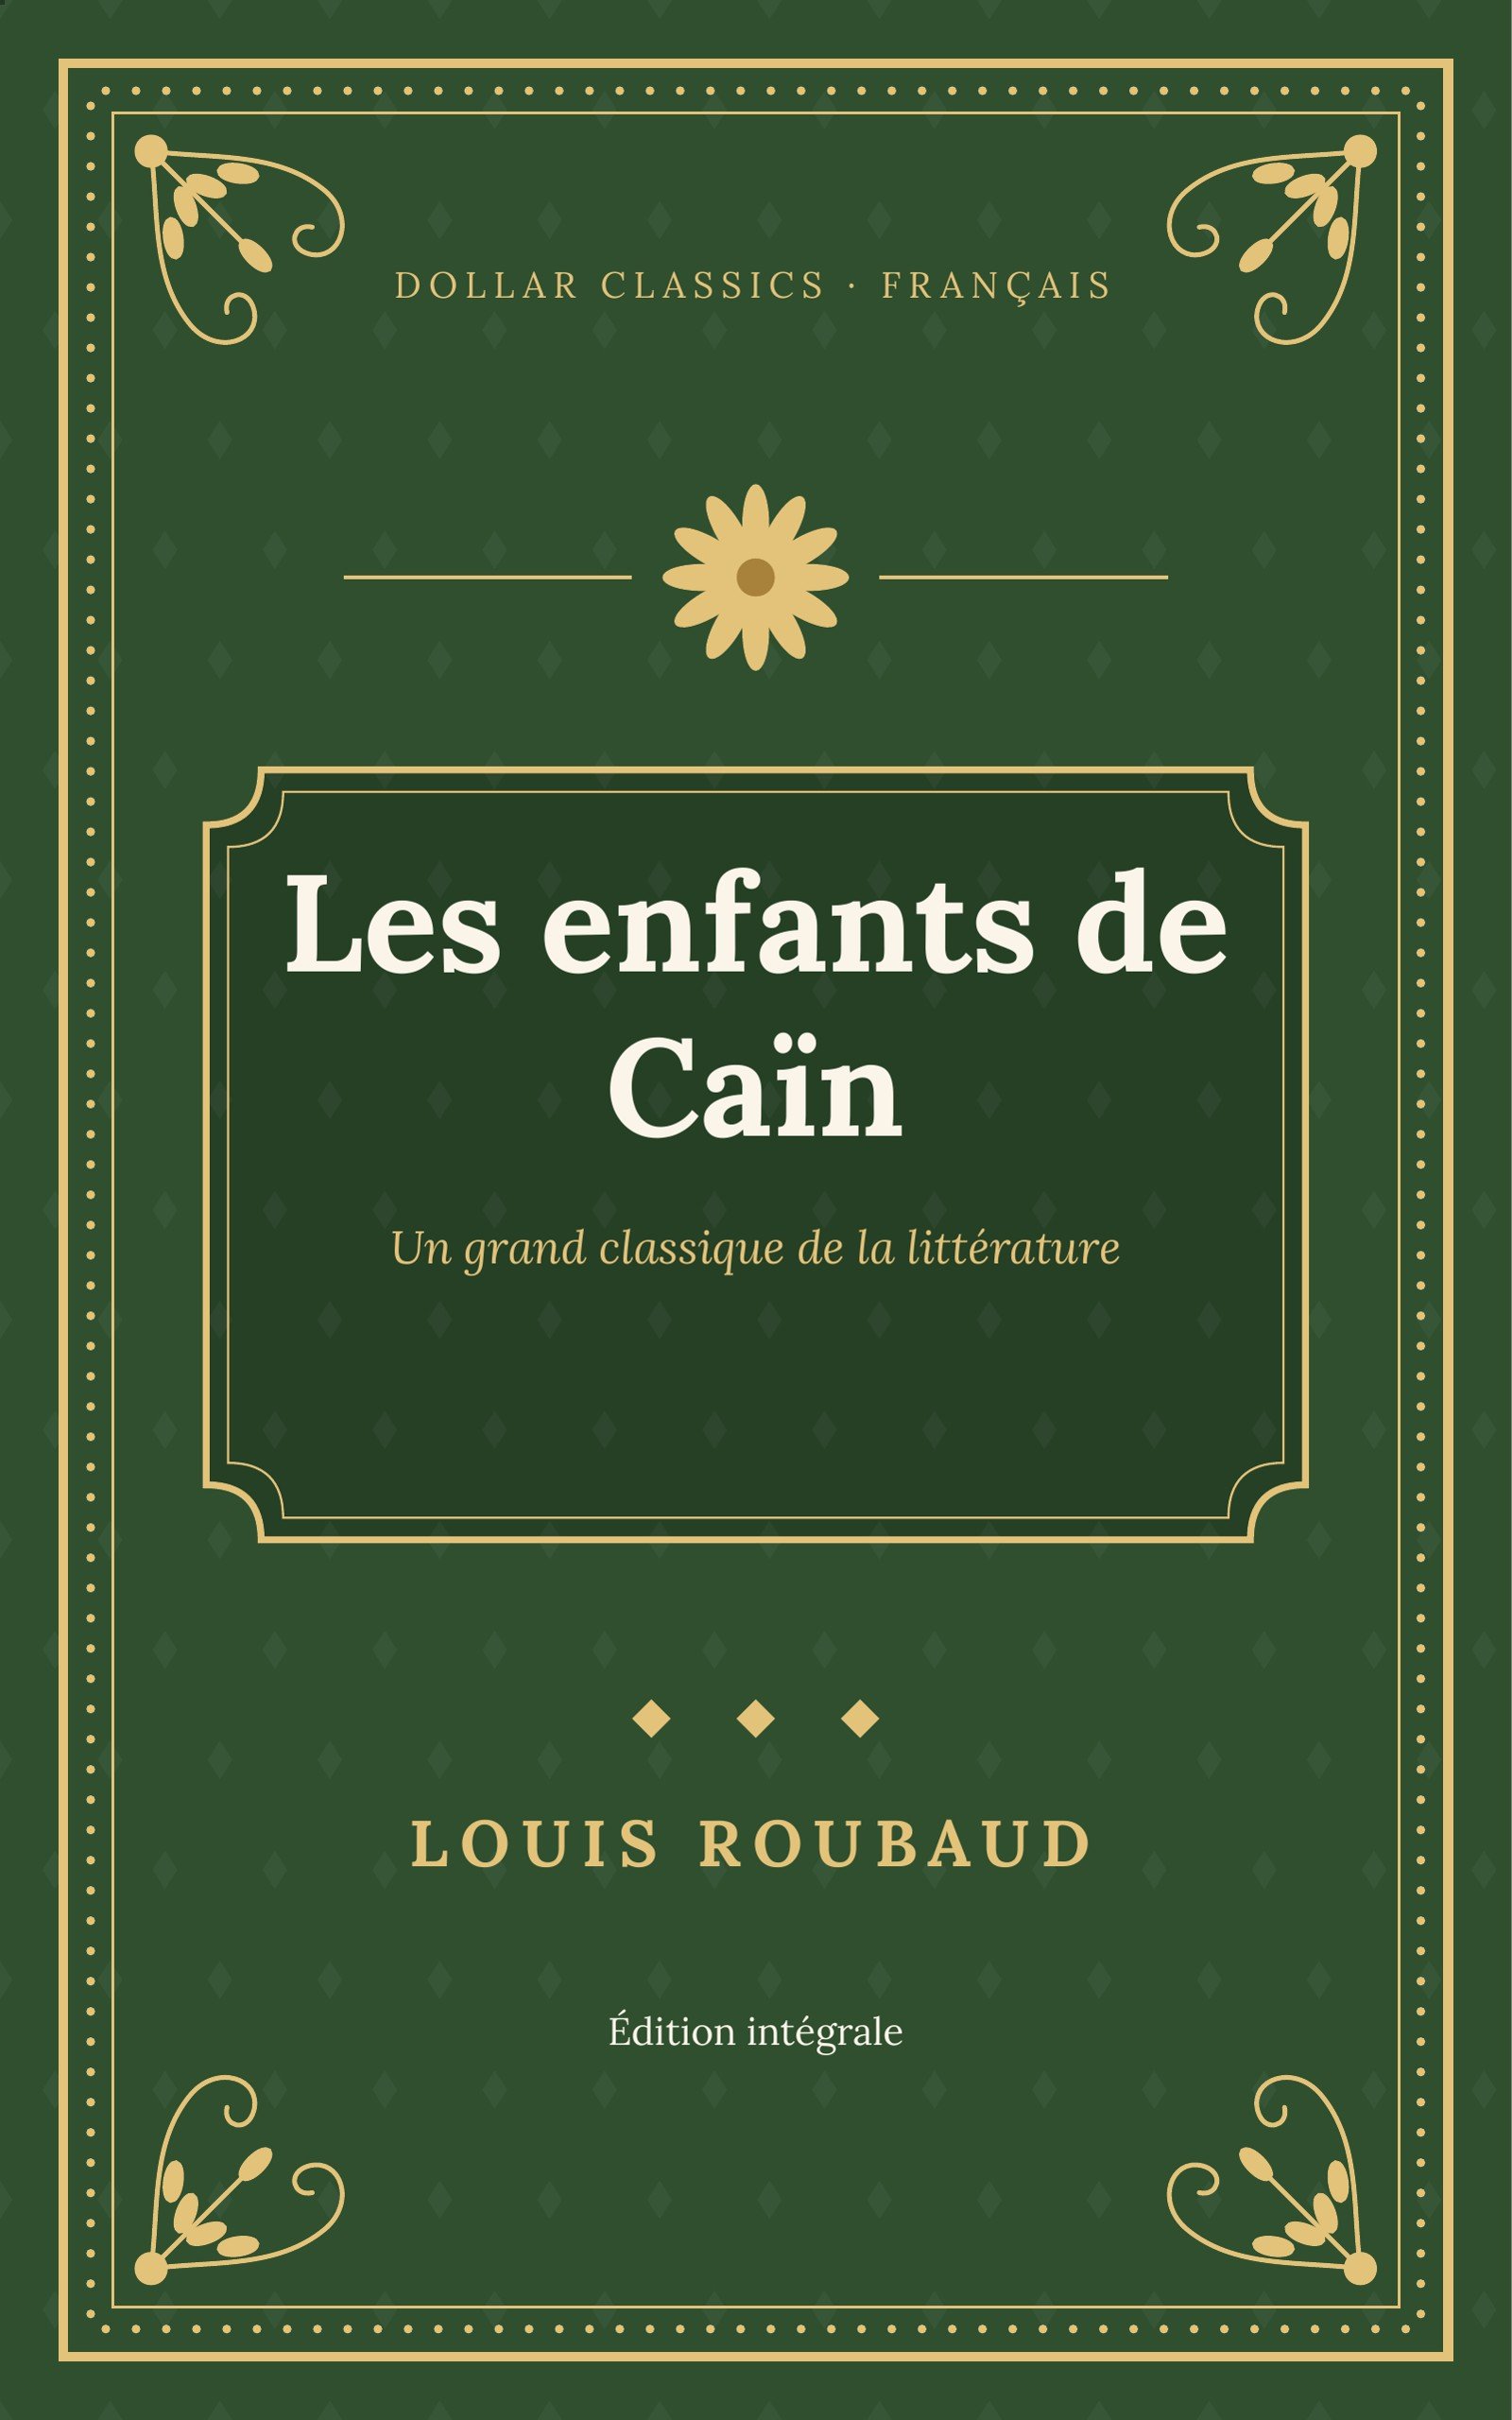 DOLLAR CLASSICS · FRANÇAIS
Les enfants de
Caïn
Un grand classique de la littérature
LOUIS ROUBAUD
Édition intégrale